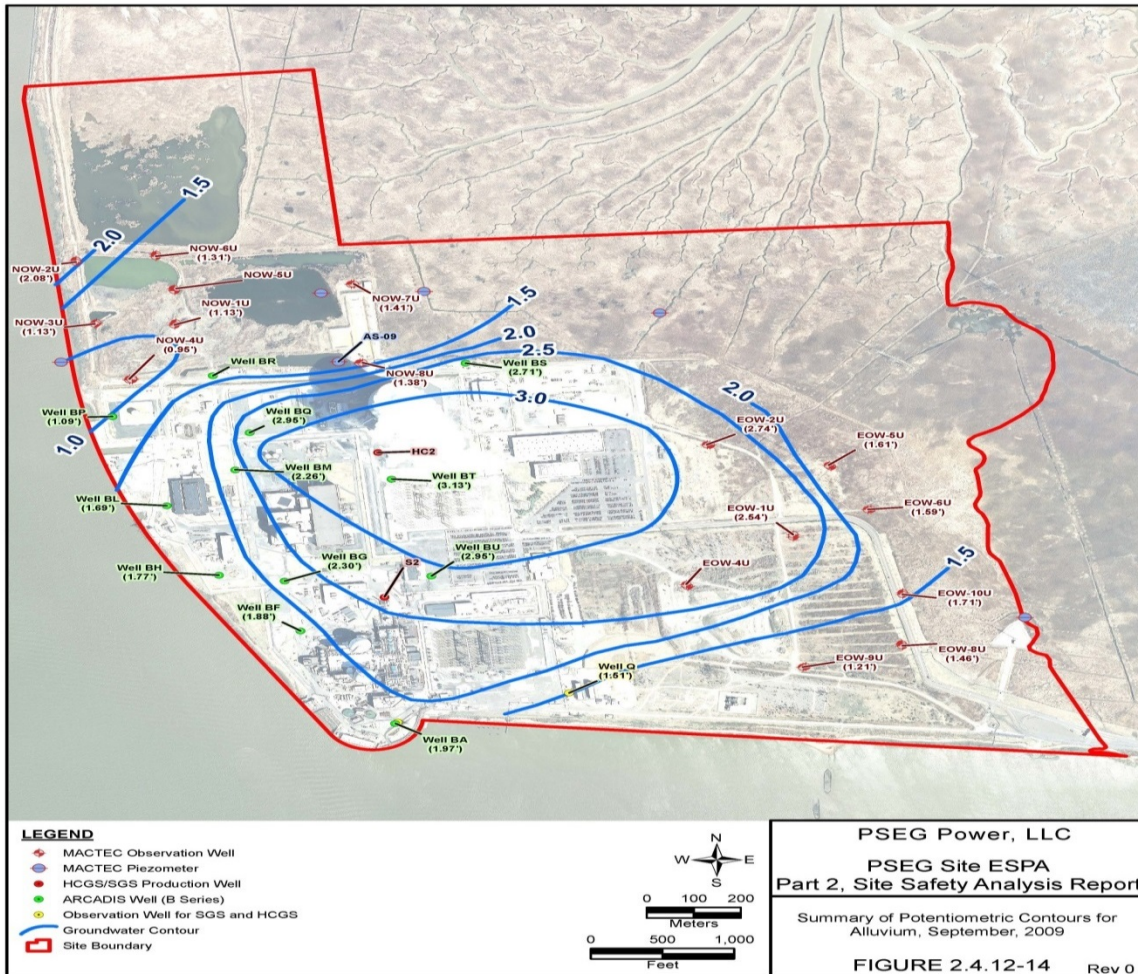 1.5
2.0
NOW-6U
(1.31')
NOW-2U
(2.08')
NOW-5U
NOW-7U
(1.41')
NOW-1U
(1.13')
NOW-3U
(1.13')
NOW-4U
(0.95')
AS-09
1.5
2.0
2.5
Well BR
NOW-8U
(1.38')
Well BS
(2.71')
3.0
2.0
Well BP
(1.09')
1.0
Well BQ
(2.95')
EOW-2U
(2.74')
EOW-5U
(1.61')
HC2
Well BM
(2.26')
Well BT
(3.13')
Well BL
(1.69')
EOW-1U
(2.54')
EOW-6U
(1.59')
Well BH
(1.77')
Well BG
(2.30')
Well BU
(2.95')
S2
EOW-4U
1.5
EOW-10U
(1.71')
Well BF
(1.88')
EOW-8U
(1.46')
EOW-9U
(1.21')
Well Q
(1.51')
Well BA
(1.97')
LEGEND
MACTEC Observation Well
MACTEC Piezometer
HCGS/SGS Production Well
ARCADIS Well (B Series)
Observation Well for SGS and HCGS
Groundwater Contour
Site Boundary
N
W E
S
0 100 200
Meters
0 500 1,000
Feet
PSEG Power, LLC
PSEG Site ESPA
Part 2, Site Safety Analysis Report
Summary of Potentiometric Contours for
Alluvium, September, 2009
FIGURE 2.4.12-14 Rev 0